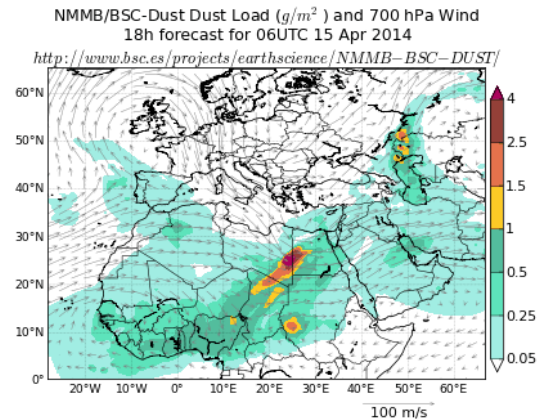 NMMB/BSC-Dust Dust Load (g/m² ) and 700 hPa Wind
18h forecast for 06UTC 15 Apr 2014
http://www.bsc.es/projects/earthscience/NMMB-BSC-DUST/
60°N
50°N
40°N
30°N
20°N
10°N
0°
20°W 10°W 0° 10°E 20°E 30°E 40°E 50°E 60°E
4
2.5
1.5
1
0.5
0.25
0.05
100 m/s